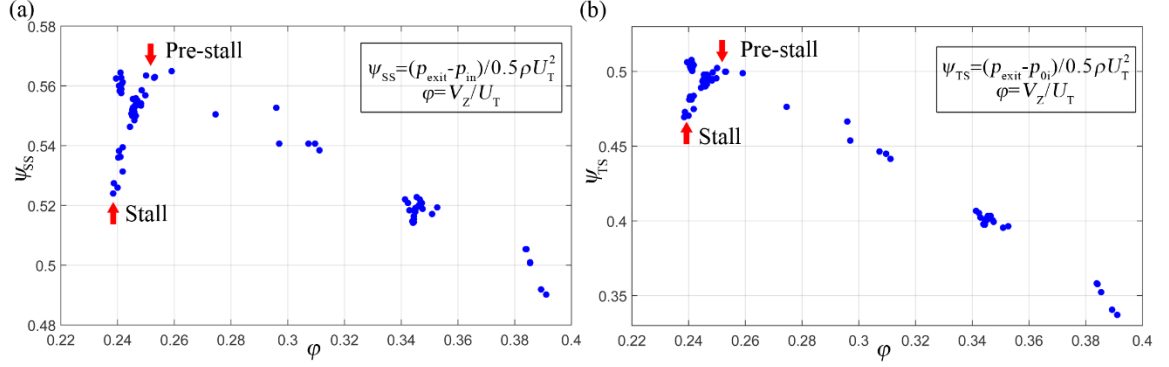 (a)
0.58
0.56
0.54
0.52
0.5
0.48
ψSS
Pre-stall
Stall
ψSS=(pexit-pin)/0.5ρUT²
φ=VZ/UT
0.22 0.24 0.26 0.28 0.3 0.32 0.34 0.36 0.38 0.4
φ
(b)
0.5
0.45
0.4
0.35
ψTS
Pre-stall
Stall
ψTS=(pexit-p0i)/0.5ρUT²
φ=VZ/UT
0.22 0.24 0.26 0.28 0.3 0.32 0.34 0.36 0.38 0.4
φ